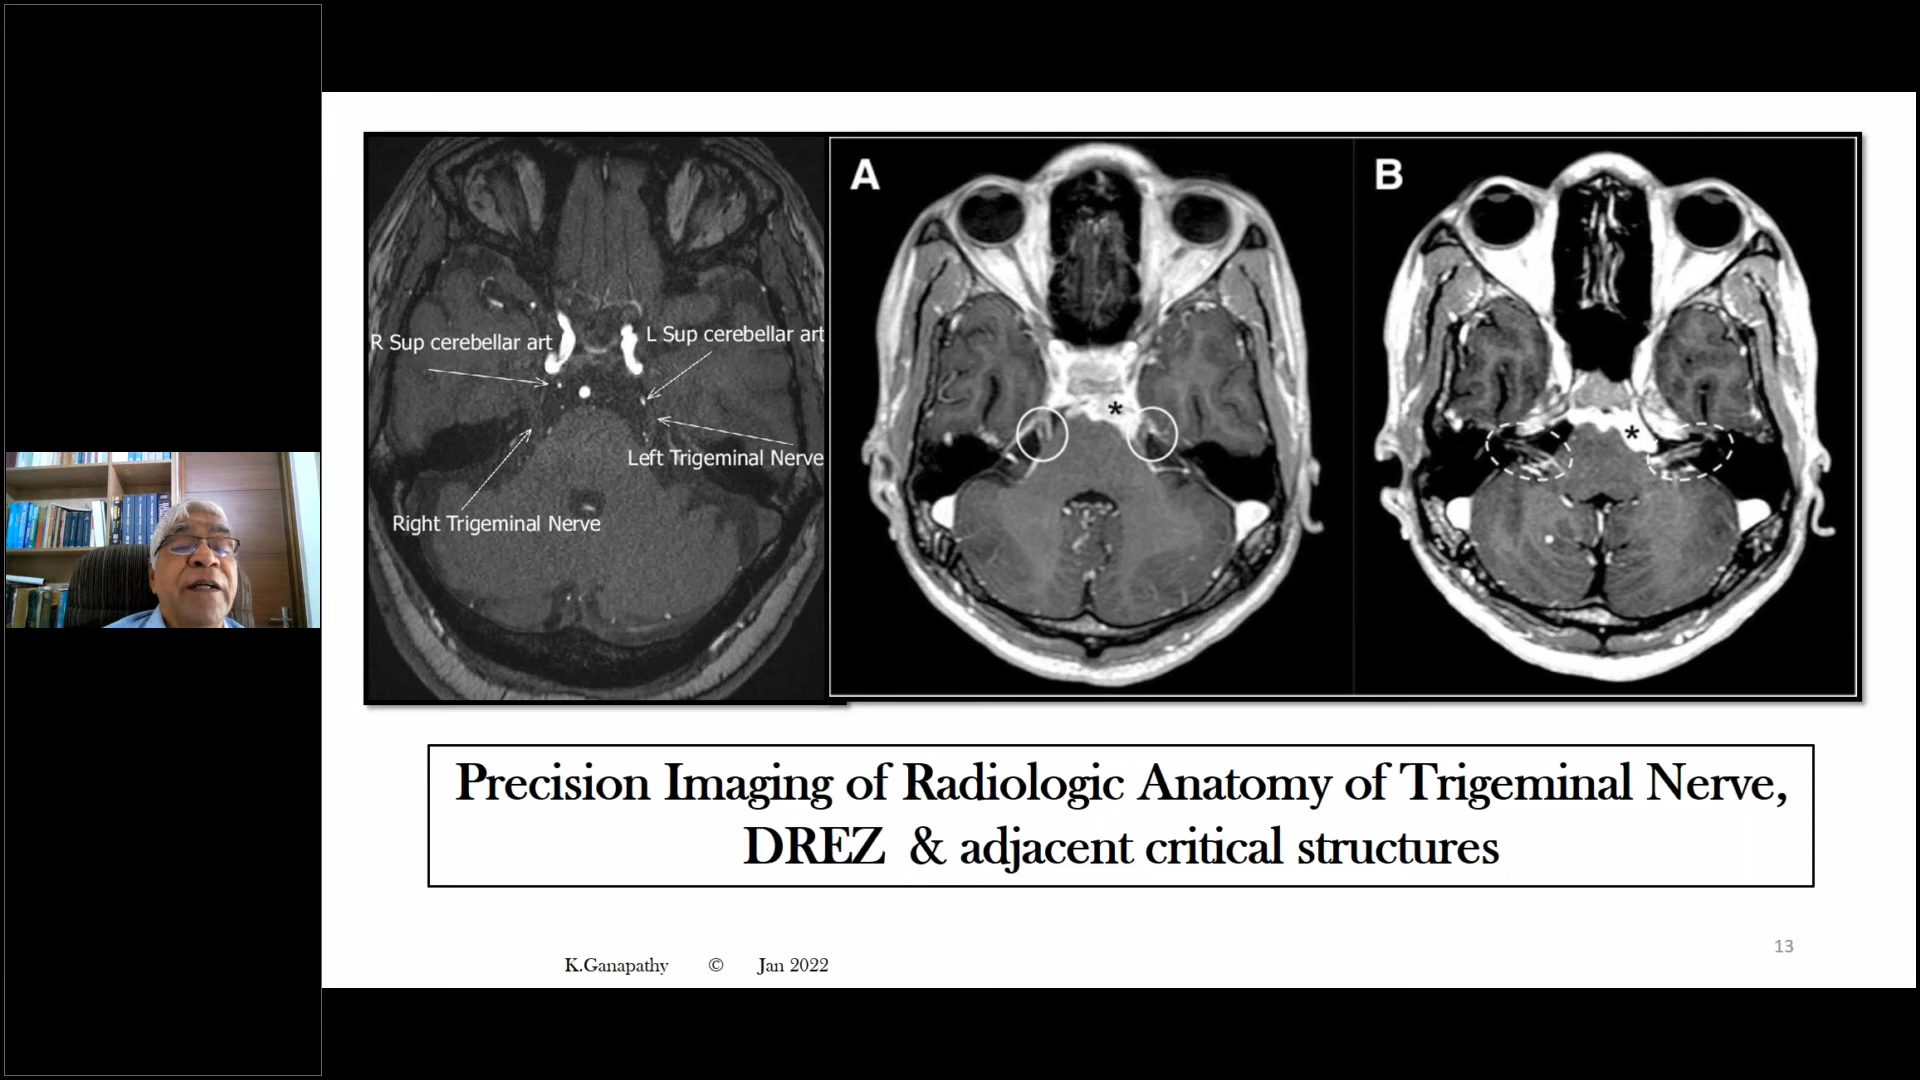 R Sup cerebellar art
L Sup cerebellar art
Left Trigeminal Nerve
Right Trigeminal Nerve
A
*
B
*
Precision Imaging of Radiologic Anatomy of Trigeminal Nerve,
DREZ & adjacent critical structures
K.Ganapathy © Jan 2022
13